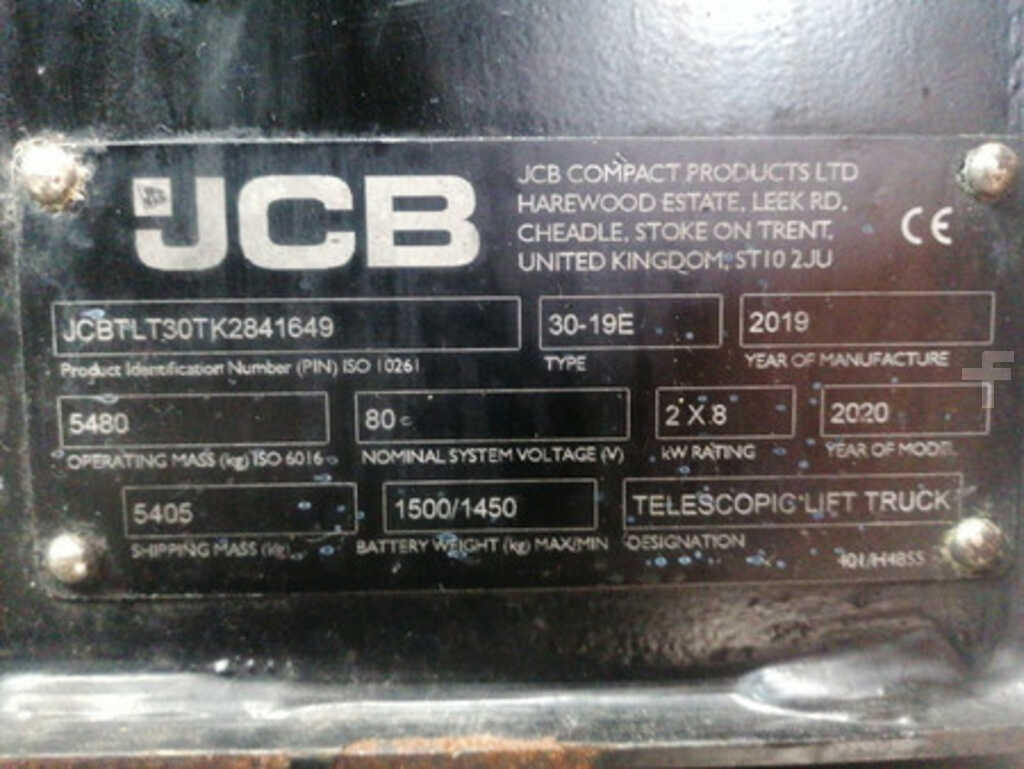 JCB
JCB COMPACT PRODUCTS LTD
HAREWOOD ESTATE, LEEK RD,
CHEADLE, STOKE ON TRENT,
UNITED KINGDOM, ST10 2JU
CE
JCBTLT30TK2841649
Product Identification Number (PIN) ISO 10261
30-19E
TYPE
2019
YEAR OF MANUFACTURE
5480
OPERATING MASS (kg) ISO 6016
80
NOMINAL SYSTEM VOLTAGE (V)
2 X 8
kW RATING
2020
YEAR OF MODEL
5405
SHIPPING MASS (kg)
1500/1450
BATTERY WEIGHT (kg) MAX/MIN
TELESCOPIC LIFT TRUCK
DESIGNATION
f